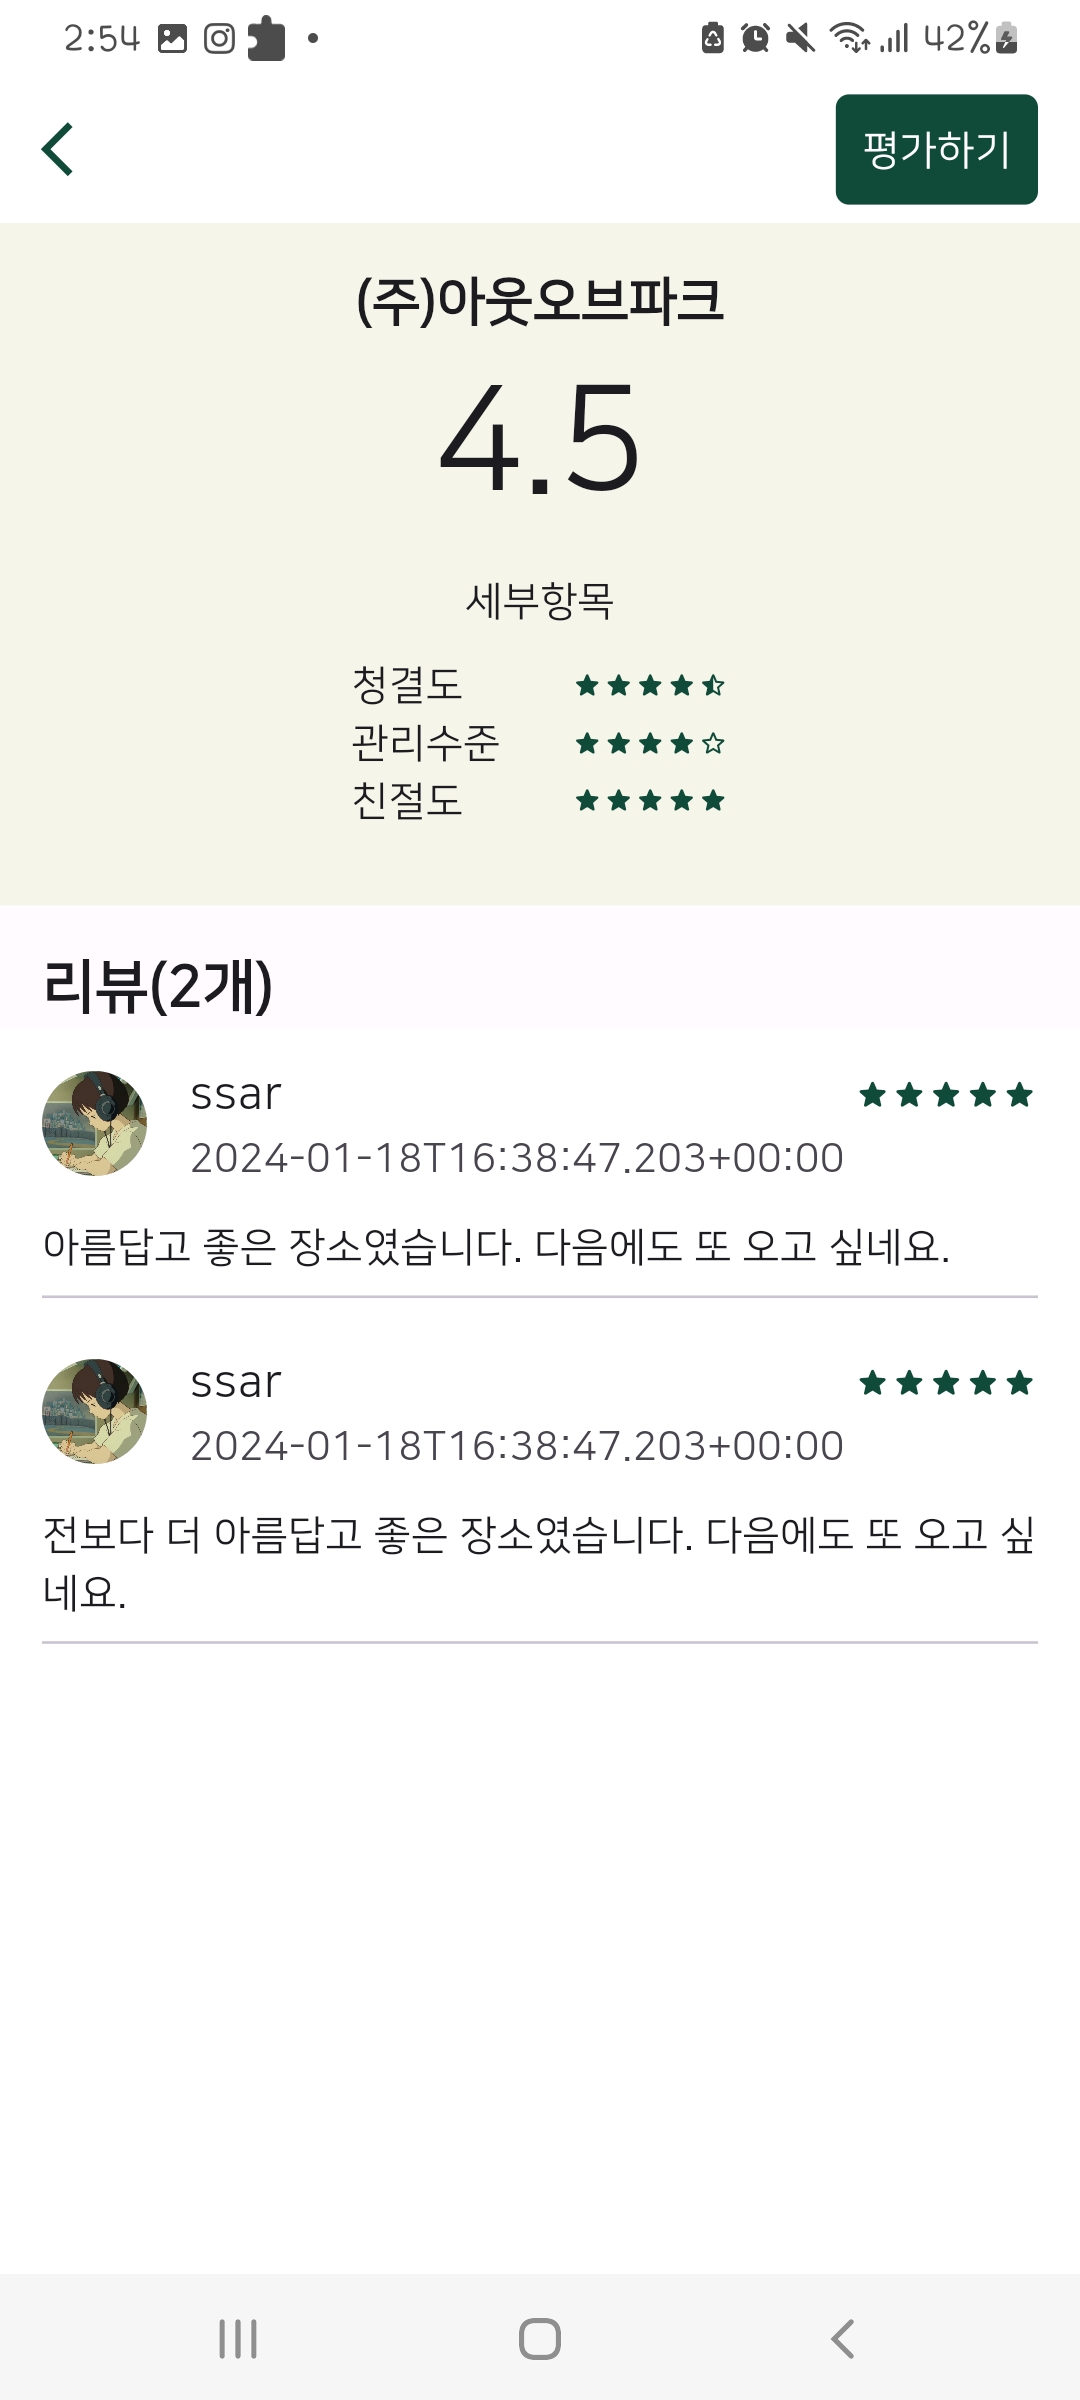 2:54
42%
평가하기
(주)아웃오브파크
4.5
세부항목
청결도
관리수준
친절도
리뷰(2개)
ssar
2024-01-18T16:38:47.203+00:00
아름답고 좋은 장소였습니다. 다음에도 또 오고 싶네요.
ssar
2024-01-18T16:38:47.203+00:00
전보다 더 아름답고 좋은 장소였습니다. 다음에도 또 오고 싶
네요.